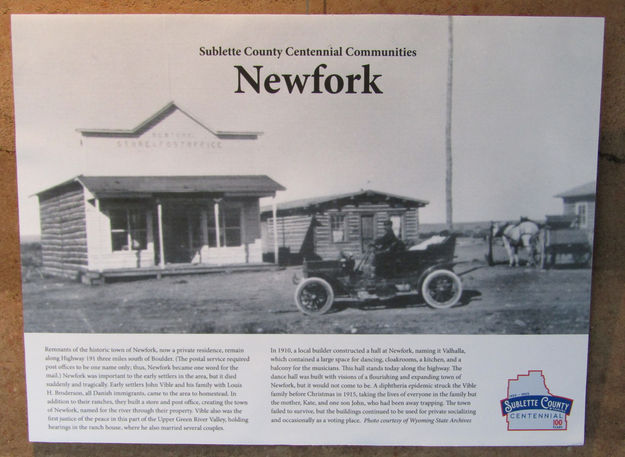 Sublette County Centennial Communities
Newfork
NEWFORK
STORE & POST OFFICE
Remnants of the historic town of Newfork, now a private residence, remain
along Highway 191 three miles south of Boulder. (The postal service required
post offices to be one name only; thus, Newfork became one word for the
mail.) Newfork was important to the early settlers in the area, but it died
suddenly and tragically. Early settlers John Vible and his family with Louis
H. Broderson, all Danish immigrants, came to the area to homestead. In
addition to their ranches, they built a store and post office, creating the town
of Newfork, named for the river through their property. Vible also was the
first justice of the peace in this part of the Upper Green River Valley, holding
hearings in the ranch house, where he also married several couples.
In 1910, a local builder constructed a hall at Newfork, naming it Valhalla,
which contained a large space for dancing, cloakrooms, a kitchen, and a
balcony for the musicians. This hall stands today along the highway. The
dance hall was built with visions of a flourishing and expanding town of
Newfork, but it would not come to be. A diphtheria epidemic struck the Vible
family before Christmas in 1915, taking the lives of everyone in the family but
the mother, Kate, and one son John, who had been away trapping. The town
failed to survive, but the buildings continued to be used for private socializing
and occasionally as a voting place. Photo courtesy of Wyoming State Archives
SUBLETTE COUNTY
CENTENNIAL
100
YEARS